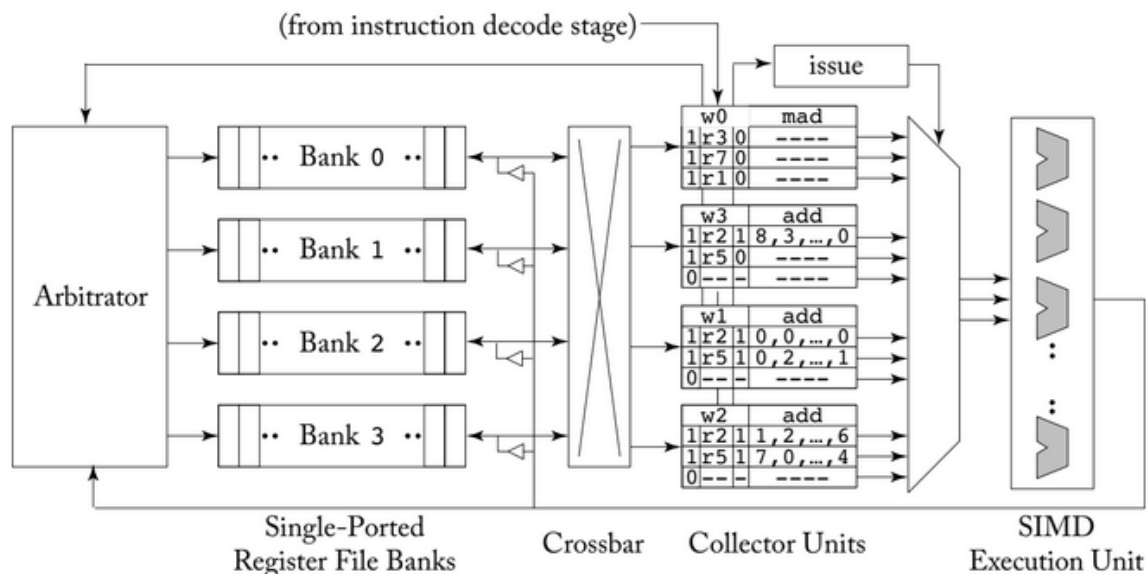 (from instruction decode stage)
issue
Arbitrator
Bank 0
Bank 1
Bank 2
Bank 3
w0 mad
1 r3 0 ----
1 r7 0 ----
1 r1 0 ----
w3 add
1 r2 1 8,3,…,0
1 r5 0 ----
0 -- - ----
w1 add
1 r2 1 0,0,…,0
1 r5 1 0,2,…,1
0 -- - ----
w2 add
1 r2 1 1,2,…,6
1 r5 1 7,0,…,4
0 -- - ----
Single-Ported
Register File Banks
Crossbar
Collector Units
SIMD
Execution Unit